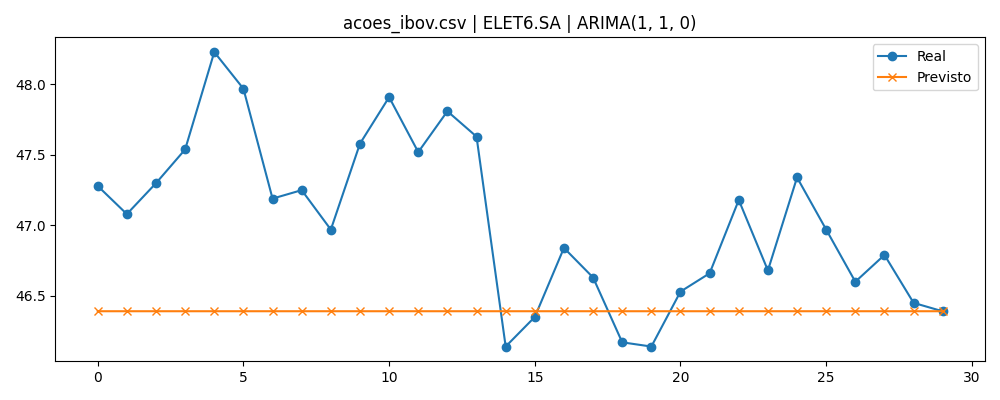 acoes_ibov.csv | ELET6.SA | ARIMA(1, 1, 0)
Real
Previsto
48.0
47.5
47.0
46.5
0 5 10 15 20 25 30